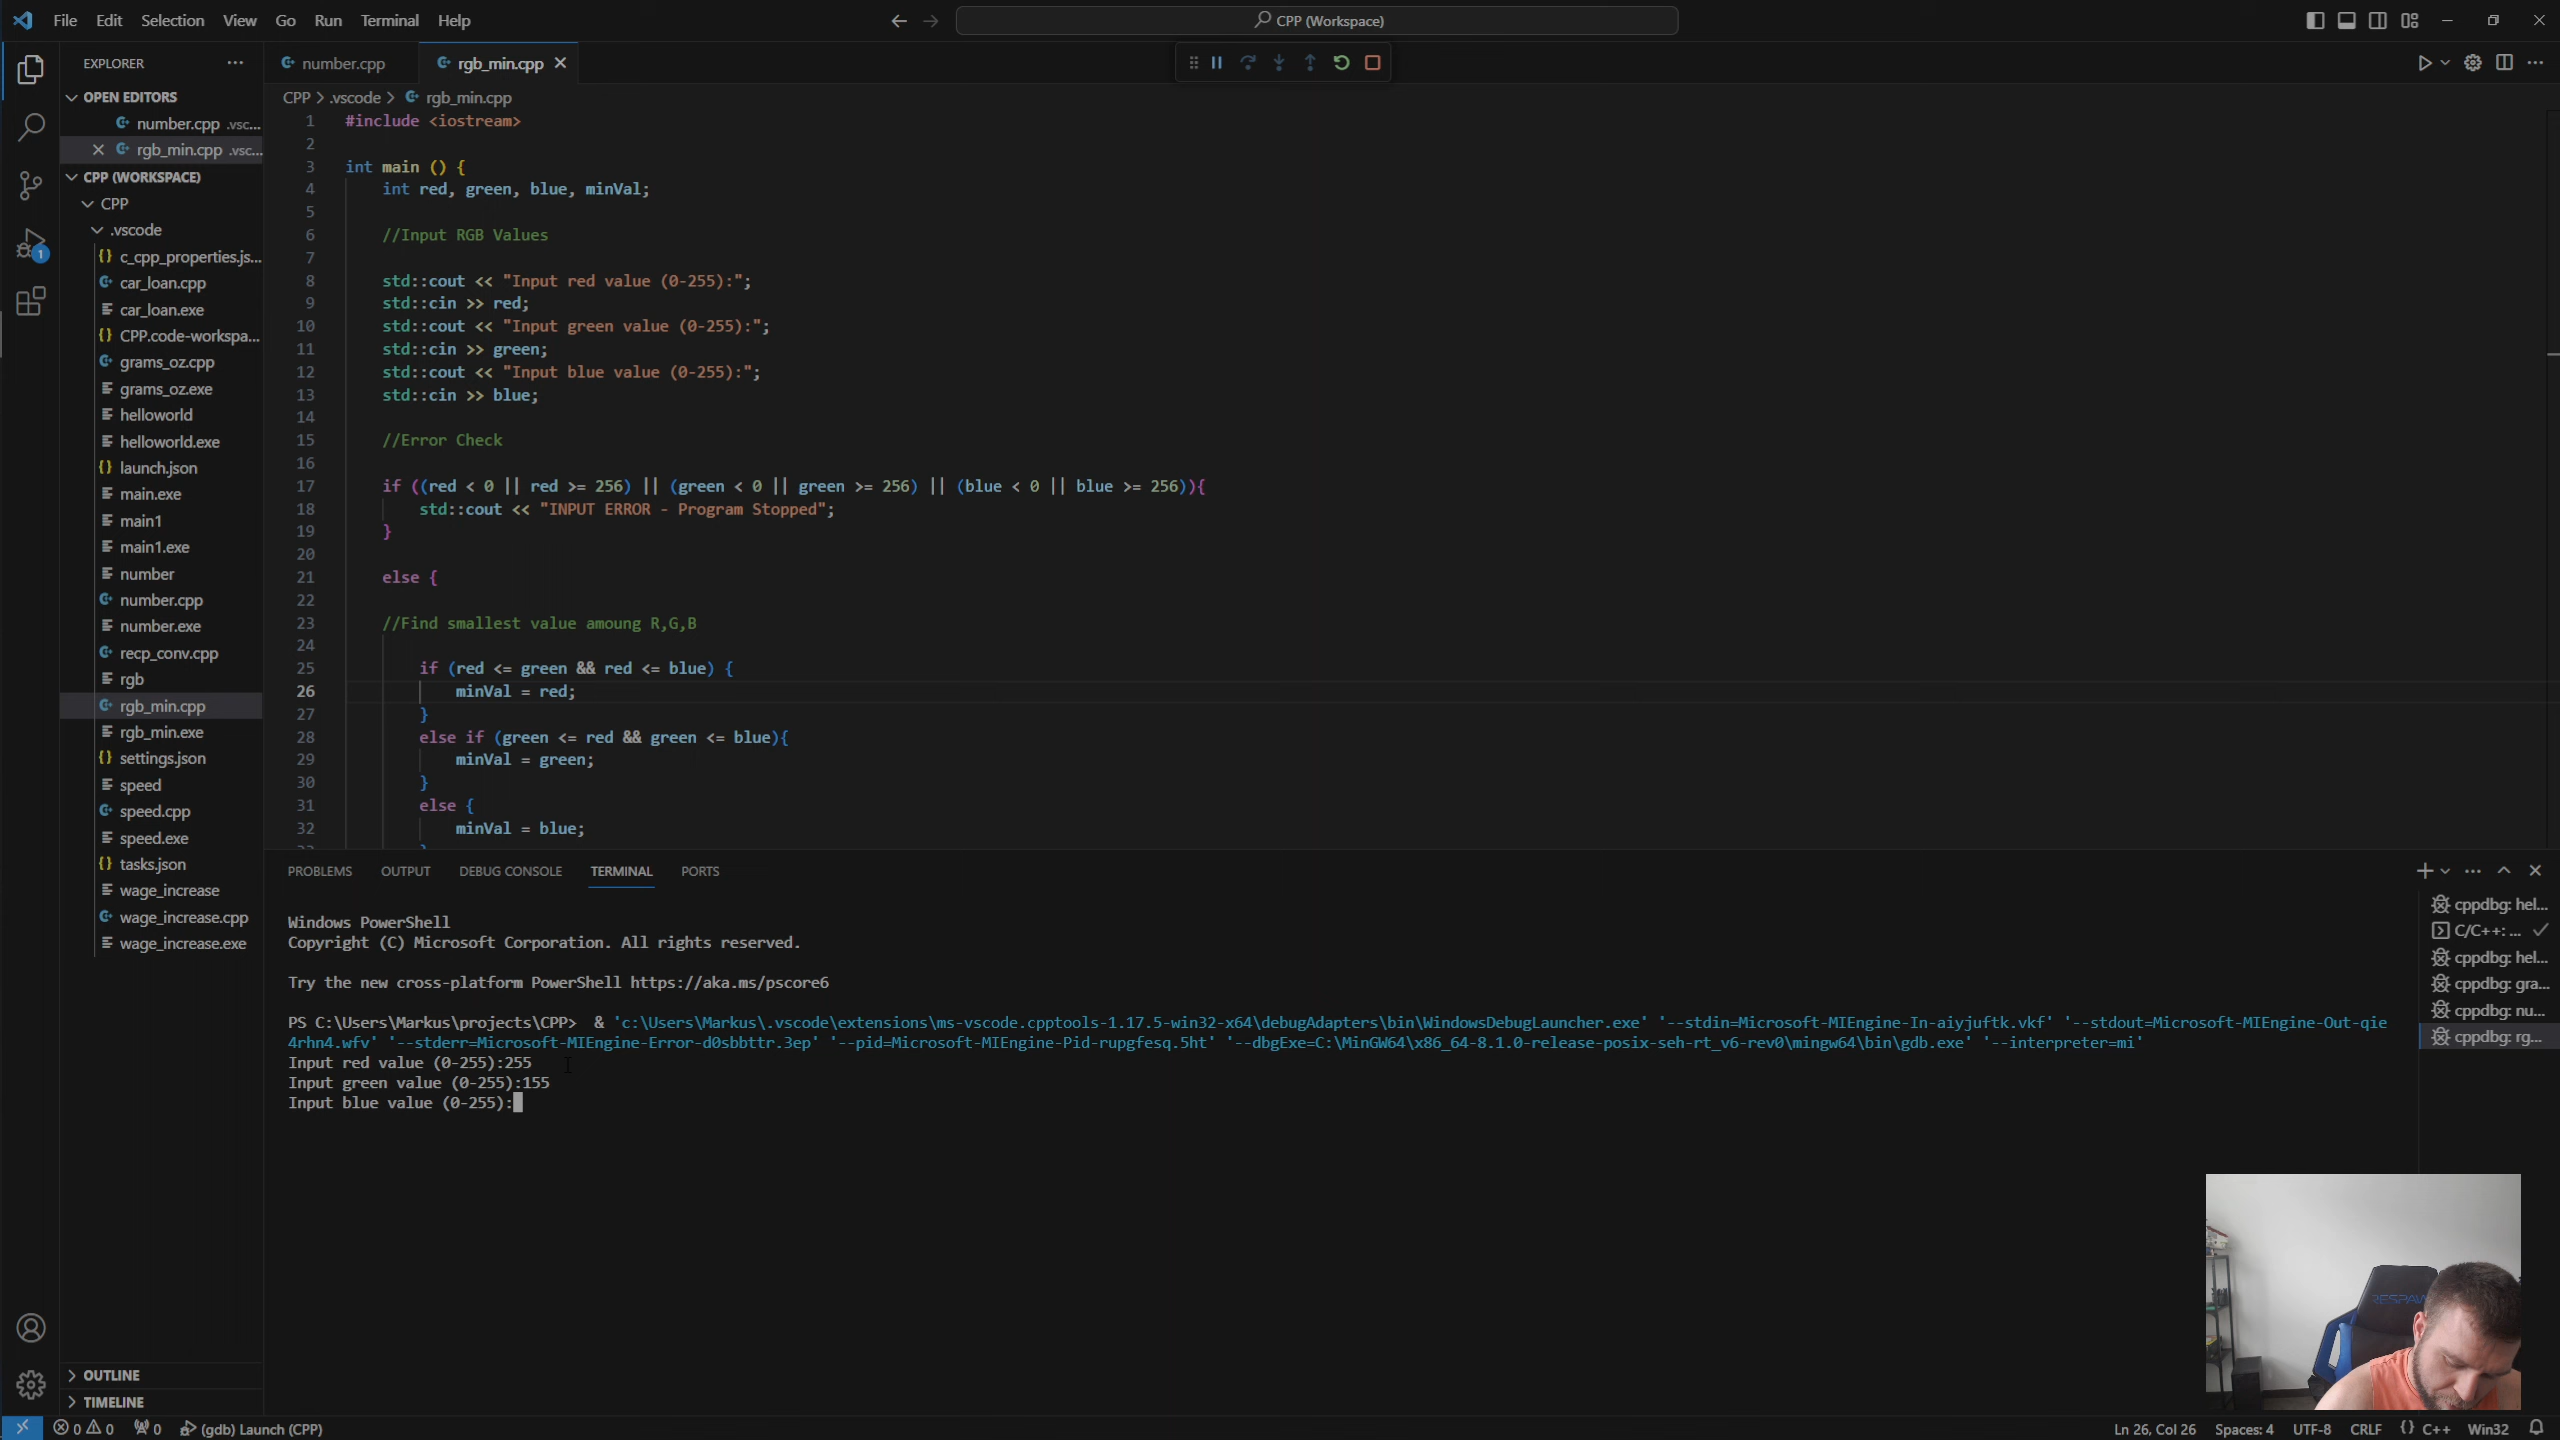 File Edit Selection View Go Run Terminal Help
CPP (Workspace)
EXPLORER
number.cpp
rgb_min.cpp
OPEN EDITORS
CPP > .vscode > rgb_min.cpp
number.cpp .vsc...
rgb_min.cpp .vsc...
CPP (WORKSPACE)
CPP
.vscode
c_cpp_properties.js...
car_loan.cpp
car_loan.exe
CPP.code-workspa...
grams_oz.cpp
grams_oz.exe
helloworld
helloworld.exe
launch.json
main.exe
main1
main1.exe
number
number.cpp
number.exe
recp_conv.cpp
rgb
rgb_min.cpp
rgb_min.exe
settings.json
speed
speed.cpp
speed.exe
tasks.json
wage_increase
wage_increase.cpp
wage_increase.exe
OUTLINE
TIMELINE
1 #include <iostream>
2
3 int main () {
4 int red, green, blue, minVal;
5
6 //Input RGB Values
7
8 std::cout << "Input red value (0-255):";
9 std::cin >> red;
10 std::cout << "Input green value (0-255):";
11 std::cin >> green;
12 std::cout << "Input blue value (0-255):";
13 std::cin >> blue;
14
15 //Error Check
16
17 if ((red < 0 || red >= 256) || (green < 0 || green >= 256) || (blue < 0 || blue >= 256)){
18 std::cout << "INPUT ERROR - Program Stopped";
19 }
20
21 else {
22
23 //Find smallest value amoung R,G,B
24
25 if (red <= green && red <= blue) {
26 minVal = red;
27 }
28 else if (green <= red && green <= blue){
29 minVal = green;
30 }
31 else {
32 minVal = blue;
PROBLEMS OUTPUT DEBUG CONSOLE TERMINAL PORTS
Windows PowerShell
Copyright (C) Microsoft Corporation. All rights reserved.
Try the new cross-platform PowerShell https://aka.ms/pscore6
PS C:\Users\Markus\projects\CPP> & 'c:\Users\Markus\.vscode\extensions\ms-vscode.cpptools-1.17.5-win32-x64\debugAdapters\bin\WindowsDebugLauncher.exe' '--stdin=Microsoft-MIEngine-In-aiyjuftk.vkf' '--stdout=Microsoft-MIEngine-Out-qie
4rhn4.wfv' '--stderr=Microsoft-MIEngine-Error-d0sbbttr.3ep' '--pid=Microsoft-MIEngine-Pid-rupgfesq.5ht' '--dbgExe=C:\MinGW64\x86_64-8.1.0-release-posix-seh-rt_v6-rev0\mingw64\bin\gdb.exe' '--interpreter=mi'
Input red value (0-255):255
Input green value (0-255):155
Input blue value (0-255):
cppdbg: hel...
C/C++: ...
cppdbg: hel...
cppdbg: gra...
cppdbg: nu...
cppdbg: rg...
0 0 0 (gdb) Launch (CPP)
Ln 26, Col 26 Spaces: 4 UTF-8 CRLF {} C++ Win32